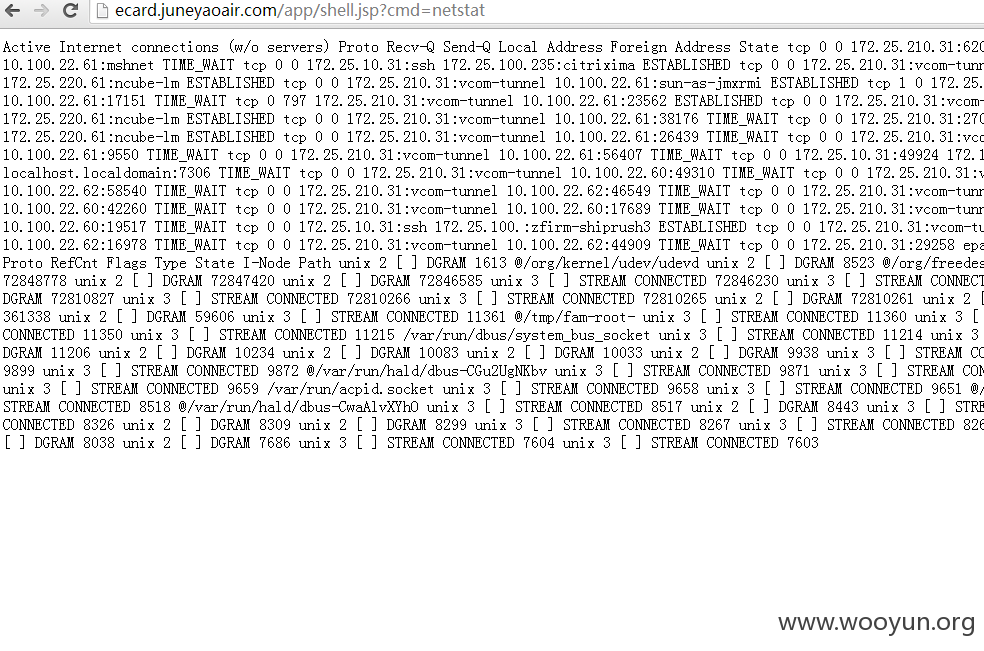 ecard.juneyaoair.com/app/shell.jsp?cmd=netstat
Active Internet connections (w/o servers) Proto Recv-Q Send-Q Local Address Foreign Address State tcp 0 0 172.25.210.31:620
10.100.22.61:mshnet TIME_WAIT tcp 0 0 172.25.10.31:ssh 172.25.100.235:citrixima ESTABLISHED tcp 0 0 172.25.210.31:vcom-tunn
172.25.220.61:ncube-lm ESTABLISHED tcp 0 0 172.25.210.31:vcom-tunnel 10.100.22.61:sun-as-jmxrmi ESTABLISHED tcp 1 0 172.25
10.100.22.61:17151 TIME_WAIT tcp 0 797 172.25.210.31:vcom-tunnel 10.100.22.61:23562 ESTABLISHED tcp 0 0 172.25.210.31:vcom-
172.25.220.61:ncube-lm ESTABLISHED tcp 0 0 172.25.210.31:vcom-tunnel 10.100.22.61:38176 TIME_WAIT tcp 0 0 172.25.210.31:270
172.25.220.61:ncube-lm ESTABLISHED tcp 0 0 172.25.210.31:vcom-tunnel 10.100.22.61:26439 TIME_WAIT tcp 0 0 172.25.210.31:vcom-
10.100.22.61:9550 TIME_WAIT tcp 0 0 172.25.210.31:vcom-tunnel 10.100.22.61:56407 TIME_WAIT tcp 0 0 172.25.10.31:49924 172.1
localhost.localdomain:7306 TIME_WAIT tcp 0 0 172.25.210.31:vcom-tunnel 10.100.22.60:49310 TIME_WAIT tcp 0 0 172.25.210.31:v
10.100.22.62:58540 TIME_WAIT tcp 0 0 172.25.210.31:vcom-tunnel 10.100.22.62:46549 TIME_WAIT tcp 0 0 172.25.210.31:vcom-tunn
10.100.22.60:42260 TIME_WAIT tcp 0 0 172.25.210.31:vcom-tunnel 10.100.22.60:17689 TIME_WAIT tcp 0 0 172.25.210.31:vcom-tunn
10.100.22.60:19517 TIME_WAIT tcp 0 0 172.25.10.31:ssh 172.25.100.:zfirm-shiprush3 ESTABLISHED tcp 0 0 172.25.210.31:vcom-tu
10.100.22.62:16978 TIME_WAIT tcp 0 0 172.25.210.31:vcom-tunnel 10.100.22.62:44909 TIME_WAIT tcp 0 0 172.25.210.31:29258 epa
Proto RefCnt Flags Type State I-Node Path unix 2 [ ] DGRAM 1613 @/org/kernel/udev/udevd unix 2 [ ] DGRAM 8523 @/org/freedes
72848778 unix 2 [ ] DGRAM 72847420 unix 2 [ ] DGRAM 72846585 unix 3 [ ] STREAM CONNECTED 72846230 unix 3 [ ] STREAM CONNECT
DGRAM 72810827 unix 3 [ ] STREAM CONNECTED 72810266 unix 3 [ ] STREAM CONNECTED 72810265 unix 2 [ ] DGRAM 72810261 unix 2 [
361338 unix 2 [ ] DGRAM 59606 unix 3 [ ] STREAM CONNECTED 11361 @/tmp/fam-root- unix 3 [ ] STREAM CONNECTED 11360 unix 3 [
CONNECTED 11350 unix 3 [ ] STREAM CONNECTED 11215 /var/run/dbus/system_bus_socket unix 3 [ ] STREAM CONNECTED 11214 unix 3
DGRAM 11206 unix 2 [ ] DGRAM 10234 unix 2 [ ] DGRAM 10083 unix 2 [ ] DGRAM 10033 unix 2 [ ] DGRAM 9938 unix 3 [ ] STREAM CO
9899 unix 3 [ ] STREAM CONNECTED 9872 @/var/run/hald/dbus-CGu2UgNKbv unix 3 [ ] STREAM CONNECTED 9871 unix 3 [ ] STREAM CON
unix 3 [ ] STREAM CONNECTED 9659 /var/run/acpid.socket unix 3 [ ] STREAM CONNECTED 9658 unix 3 [ ] STREAM CONNECTED 9651 @/
STREAM CONNECTED 8518 @/var/run/hald/dbus-CwaAlvXYhO unix 3 [ ] STREAM CONNECTED 8517 unix 2 [ ] DGRAM 8443 unix 3 [ ] STRE
CONNECTED 8326 unix 2 [ ] DGRAM 8309 unix 2 [ ] DGRAM 8299 unix 3 [ ] STREAM CONNECTED 8267 unix 3 [ ] STREAM CONNECTED 826
[ ] DGRAM 8038 unix 2 [ ] DGRAM 7686 unix 3 [ ] STREAM CONNECTED 7604 unix 3 [ ] STREAM CONNECTED 7603
www.wooyun.org